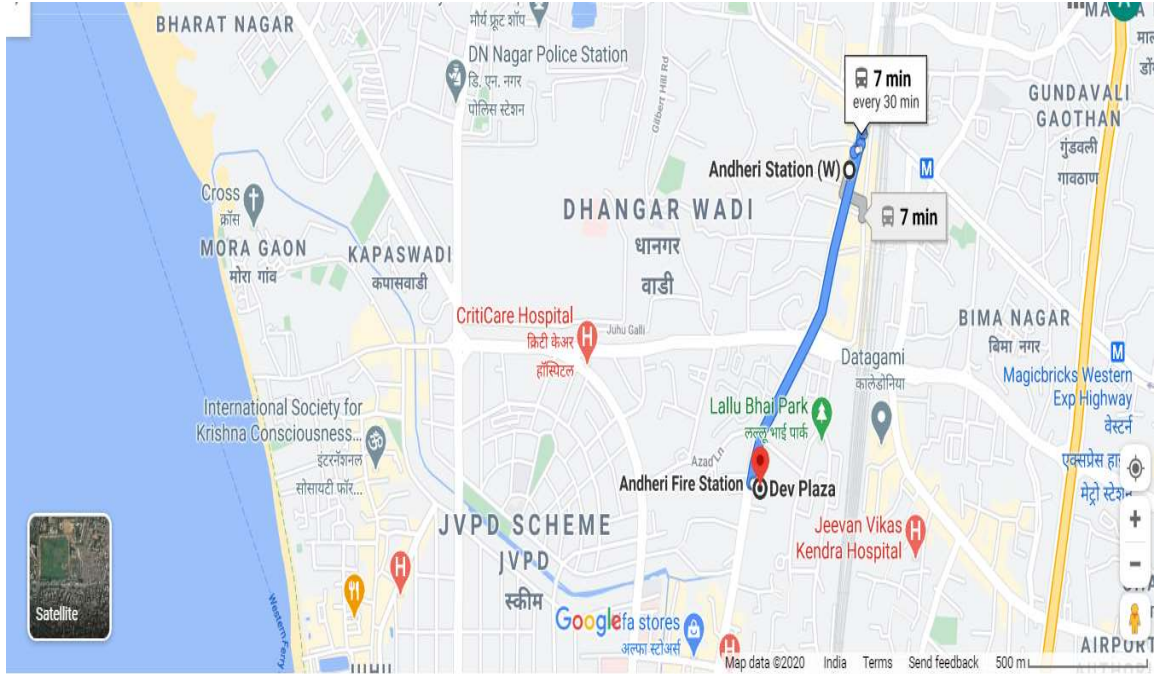 BHARAT NAGAR
मौर्य फ्रूट शॉप
DN Nagar Police Station
डि. एन. नगर
पोलिस स्टेशन
Gilbert Hill Rd
7 min
every 30 min
GUNDAVALI
GAOTHAN
गुंडवली
गावठाण
Andheri Station (W)
M
7 min
Cross
क्रॉस
MORA GAON
मोरा गांव
KAPASWADI
कपासवाडी
DHANGAR WADI
धानगर
वाडी
CritiCare Hospital
क्रिटी केअर
हॉस्पिटल
H
Juhu Galli
BIMA NAGAR
बिमा नगर
M
Magicbricks Western
Exp Highway
वेस्टर्न
मेट्रो
Datagami
कालेडोनिया
International Society for
Krishna Consciousness...
इंटरनॅशनल
सोसायटी फॉर...
Lallu Bhai Park
लल्लू भाई पार्क
Azad Ln
Andheri Fire Station
Dev Plaza
JVPD SCHEME
JVPD
स्कीम
Jeevan Vikas
Kendra Hospital
H
H
Satellite
Western Ferry
Google
fa stores
अल्फा स्टोअर्स
H
AIRPORT
Map data ©2020
India
Terms
Send feedback
500 m